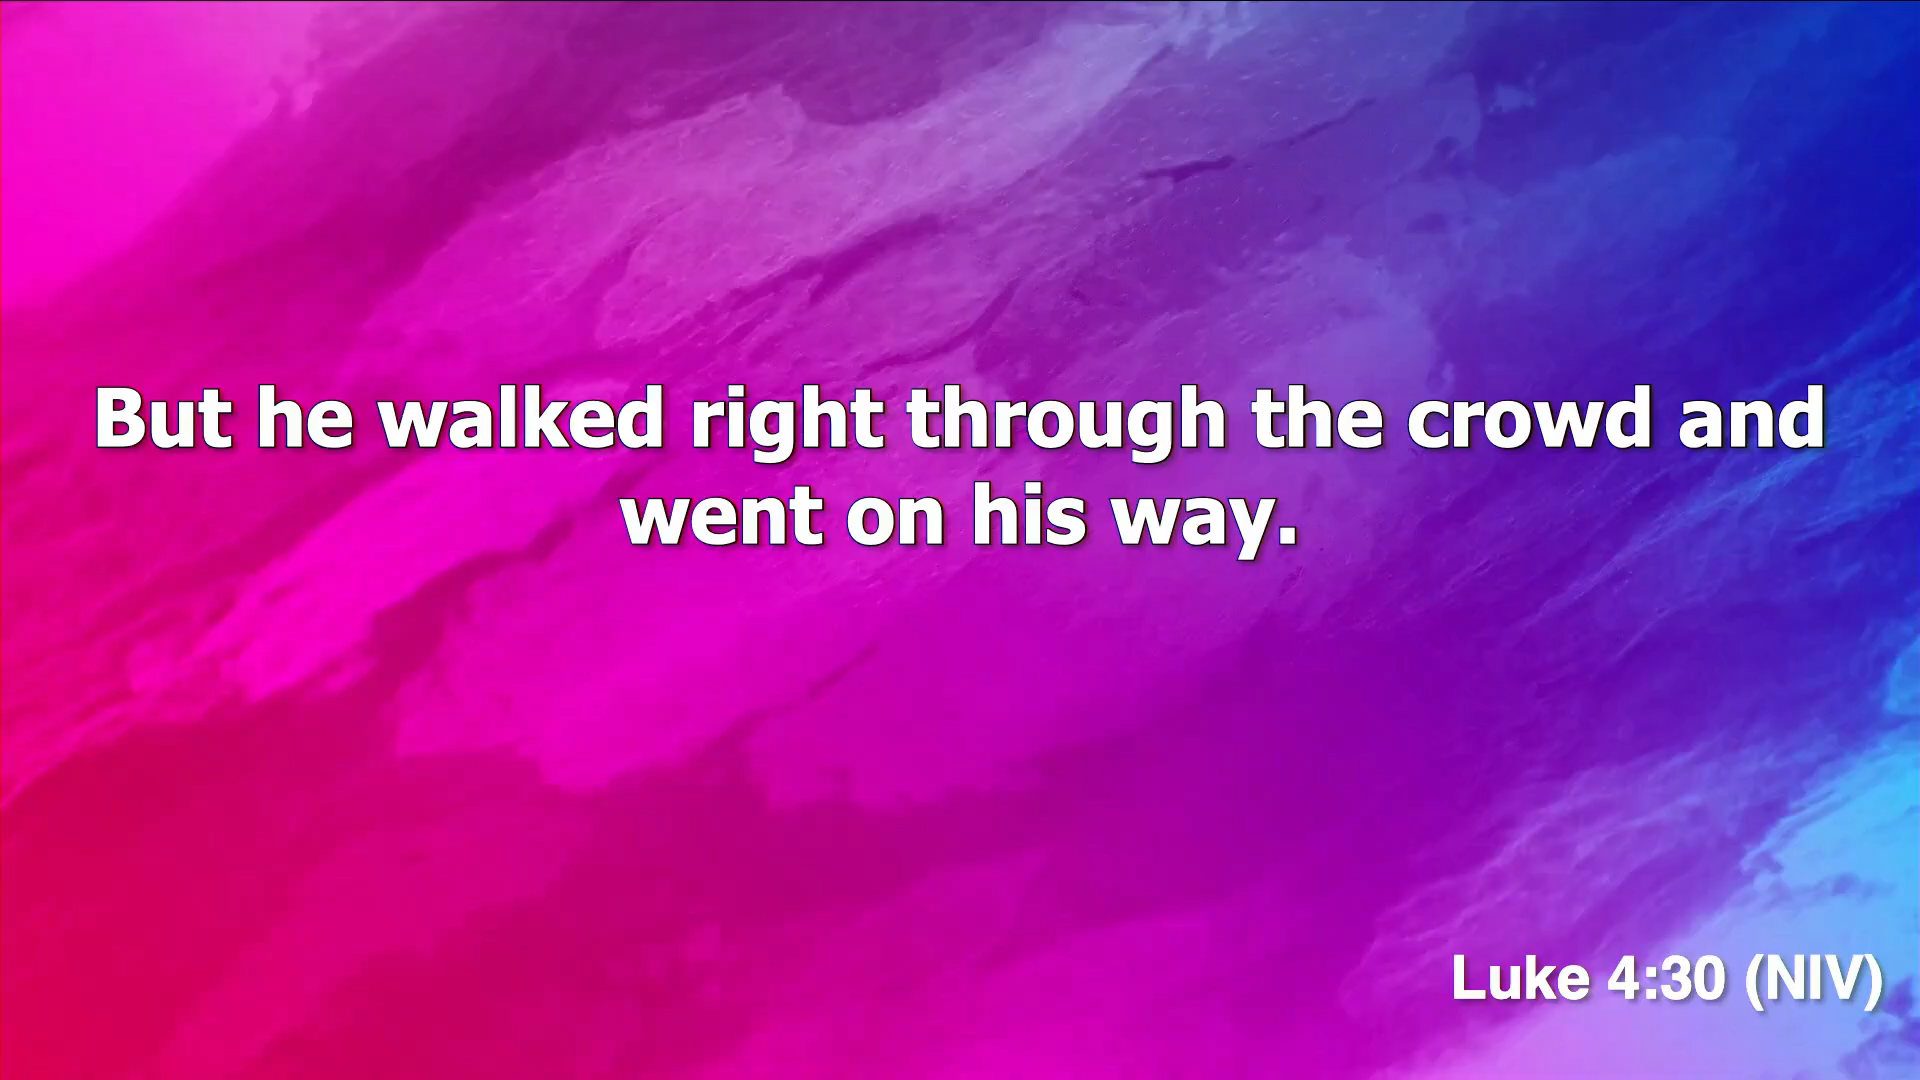 But he walked right through the crowd and
went on his way.
Luke 4:30 (NIV)